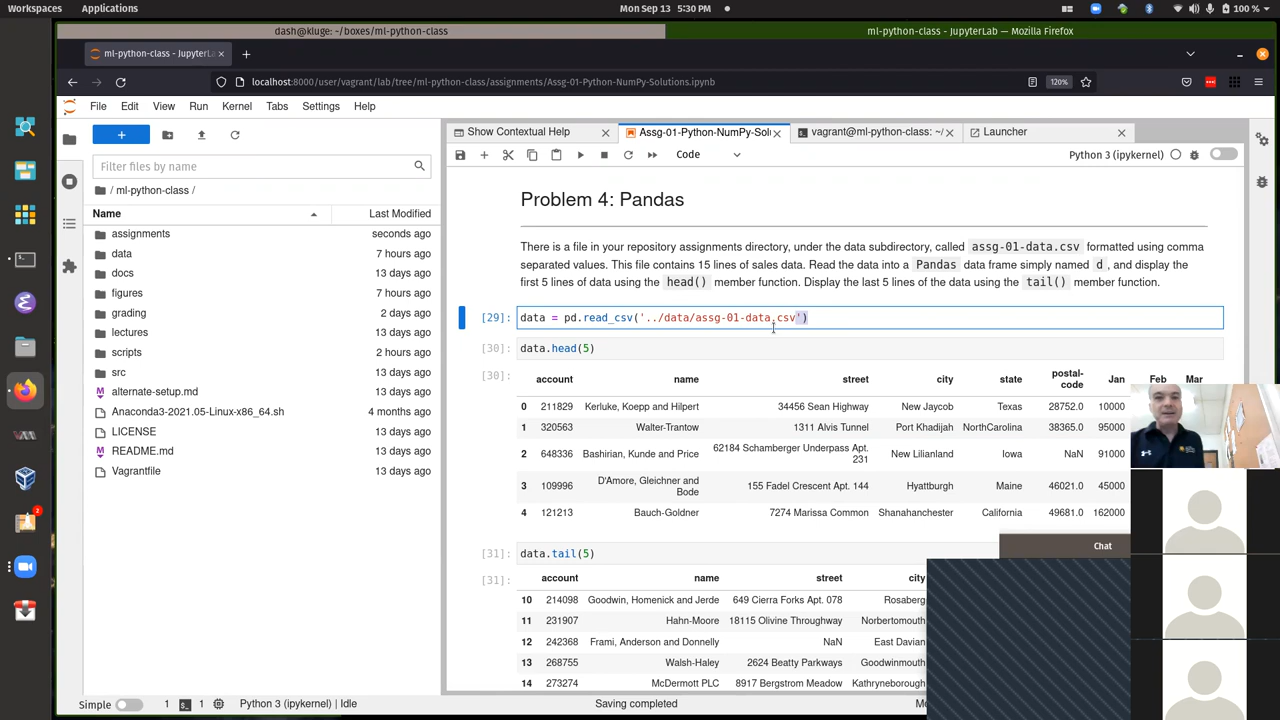 Workspaces Applications Mon Sep 13 5:30 PM 100 %
dash@kluge: ~/boxes/ml-python-class ml-python-class - JupyterLab — Mozilla Firefox
ml-python-class - JupyterLab
localhost:8000/user/vagrant/lab/tree/ml-python-class/assignments/Assg-01-Python-NumPy-Solutions.ipynb 120%
File Edit View Run Kernel Tabs Settings Help
Show Contextual Help Assg-01-Python-NumPy-Solu vagrant@ml-python-class: ~/ Launcher
Code Python 3 (ipykernel)
Filter files by name
/ ml-python-class /
Name Last Modified
assignments seconds ago
data 7 hours ago
docs 13 days ago
figures 7 hours ago
grading 2 days ago
lectures 13 days ago
scripts 13 days ago
src 13 days ago
alternate-setup.md 13 days ago
Anaconda3-2021.05-Linux-x86_64.sh 4 months ago
LICENSE 13 days ago
README.md 13 days ago
Vagrantfile 13 days ago
Problem 4: Pandas
There is a file in your repository assignments directory, under the data subdirectory, called assg-01-data.csv formatted using comma
separated values. This file contains 15 lines of sales data. Read the data into a Pandas data frame simply named d, and display the
first 5 lines of data using the head() member function. Display the last 5 lines of the data using the tail() member function.
[29]: data = pd.read_csv('../data/assg-01-data.csv')
[30]: data.head(5)
[30]: account name street city state postal-code Jan Feb Mar
0 211829 Kerluke, Koepp and Hilpert 34456 Sean Highway New Jaycob Texas 28752.0 10000
1 320563 Walter-Trantow 1311 Alvis Tunnel Port Khadijah NorthCarolina 38365.0 95000
2 648336 Bashirian, Kunde and Price 62184 Schamberger Underpass Apt. 231 New Lilianland Iowa NaN 91000
3 109996 D'Amore, Gleichner and Bode 155 Fadel Crescent Apt. 144 Hyattburgh Maine 46021.0 45000
4 121213 Bauch-Goldner 7274 Marissa Common Shanahanchester California 49681.0 162000
Chat
[31]: data.tail(5)
[31]: account name street city
10 214098 Goodwin, Homenick and Jerde 649 Cierra Forks Apt. 078 Rosaberg
11 231907 Hahn-Moore 18115 Olivine Throughway Norbertomouth
12 242368 Frami, Anderson and Donnelly NaN East Davian
13 268755 Walsh-Haley 2624 Beatty Parkways Goodwinmouth
14 273274 McDermott PLC 8917 Bergstrom Meadow Kathryneborough
Simple 1 1 Python 3 (ipykernel) | Idle Saving completed